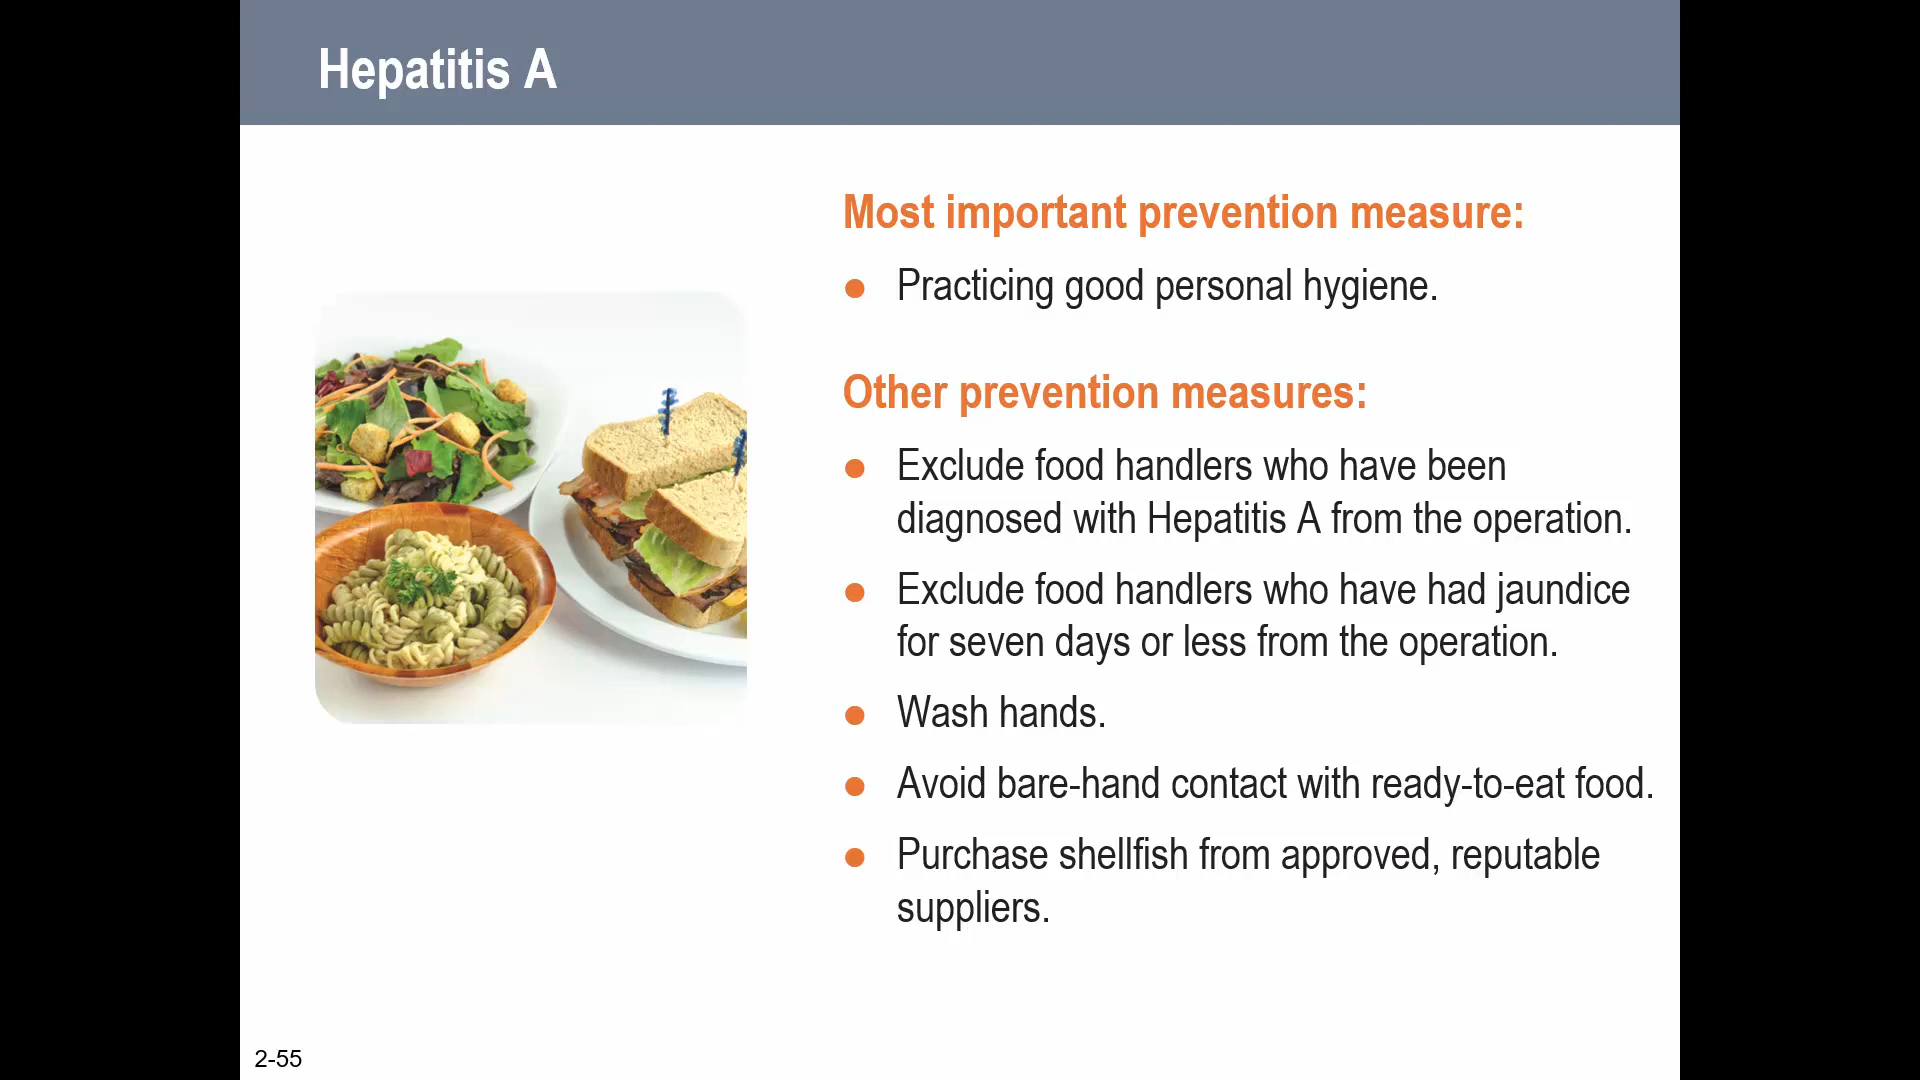 Hepatitis A
Most important prevention measure:
Practicing good personal hygiene.
Other prevention measures:
Exclude food handlers who have been
diagnosed with Hepatitis A from the operation.
Exclude food handlers who have had jaundice
for seven days or less from the operation.
Wash hands.
Avoid bare-hand contact with ready-to-eat food.
Purchase shellfish from approved, reputable
suppliers.
2-55